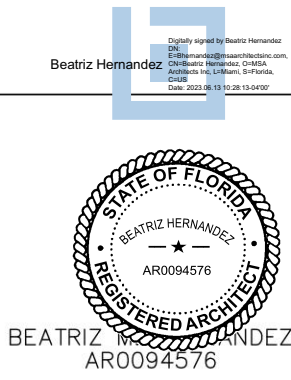 Beatriz Hernandez
Digitally signed by Beatriz Hernandez
DN:
E=Bhernandez@msaarchitectsinc.com,
CN=Beatriz Hernandez, O=MSA
Architects Inc, L=Miami, S=Florida,
C=US
Date: 2023.06.13 10:28:13-04'00'
STATE OF FLORIDA
BEATRIZ HERNANDEZ
AR0094576
REGISTERED ARCHITECT
BEATRIZ
AR0094576